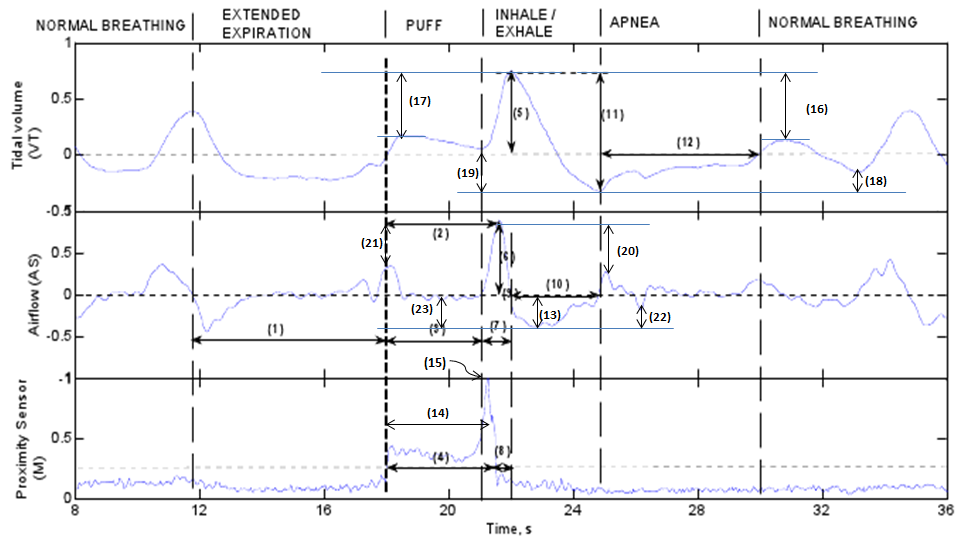 NORMAL BREATHING
EXTENDED
EXPIRATION
PUFF
INHALE /
EXHALE
APNEA
NORMAL BREATHING
Tidal volume
(VT)
1
0.5
0
-0.5
(17)
(5)
(11)
(16)
(12)
(19)
(18)
Airflow (AS)
0.5
0
-0.5
-1
(21)
(2)
(6)
(20)
(9)
(10)
(23)
(13)
(22)
(1)
(3)
(7)
(15)
Proximity Sensor
(M)
0.5
0
(14)
(4)
(8)
8
12
16
20
24
28
32
36
Time, s